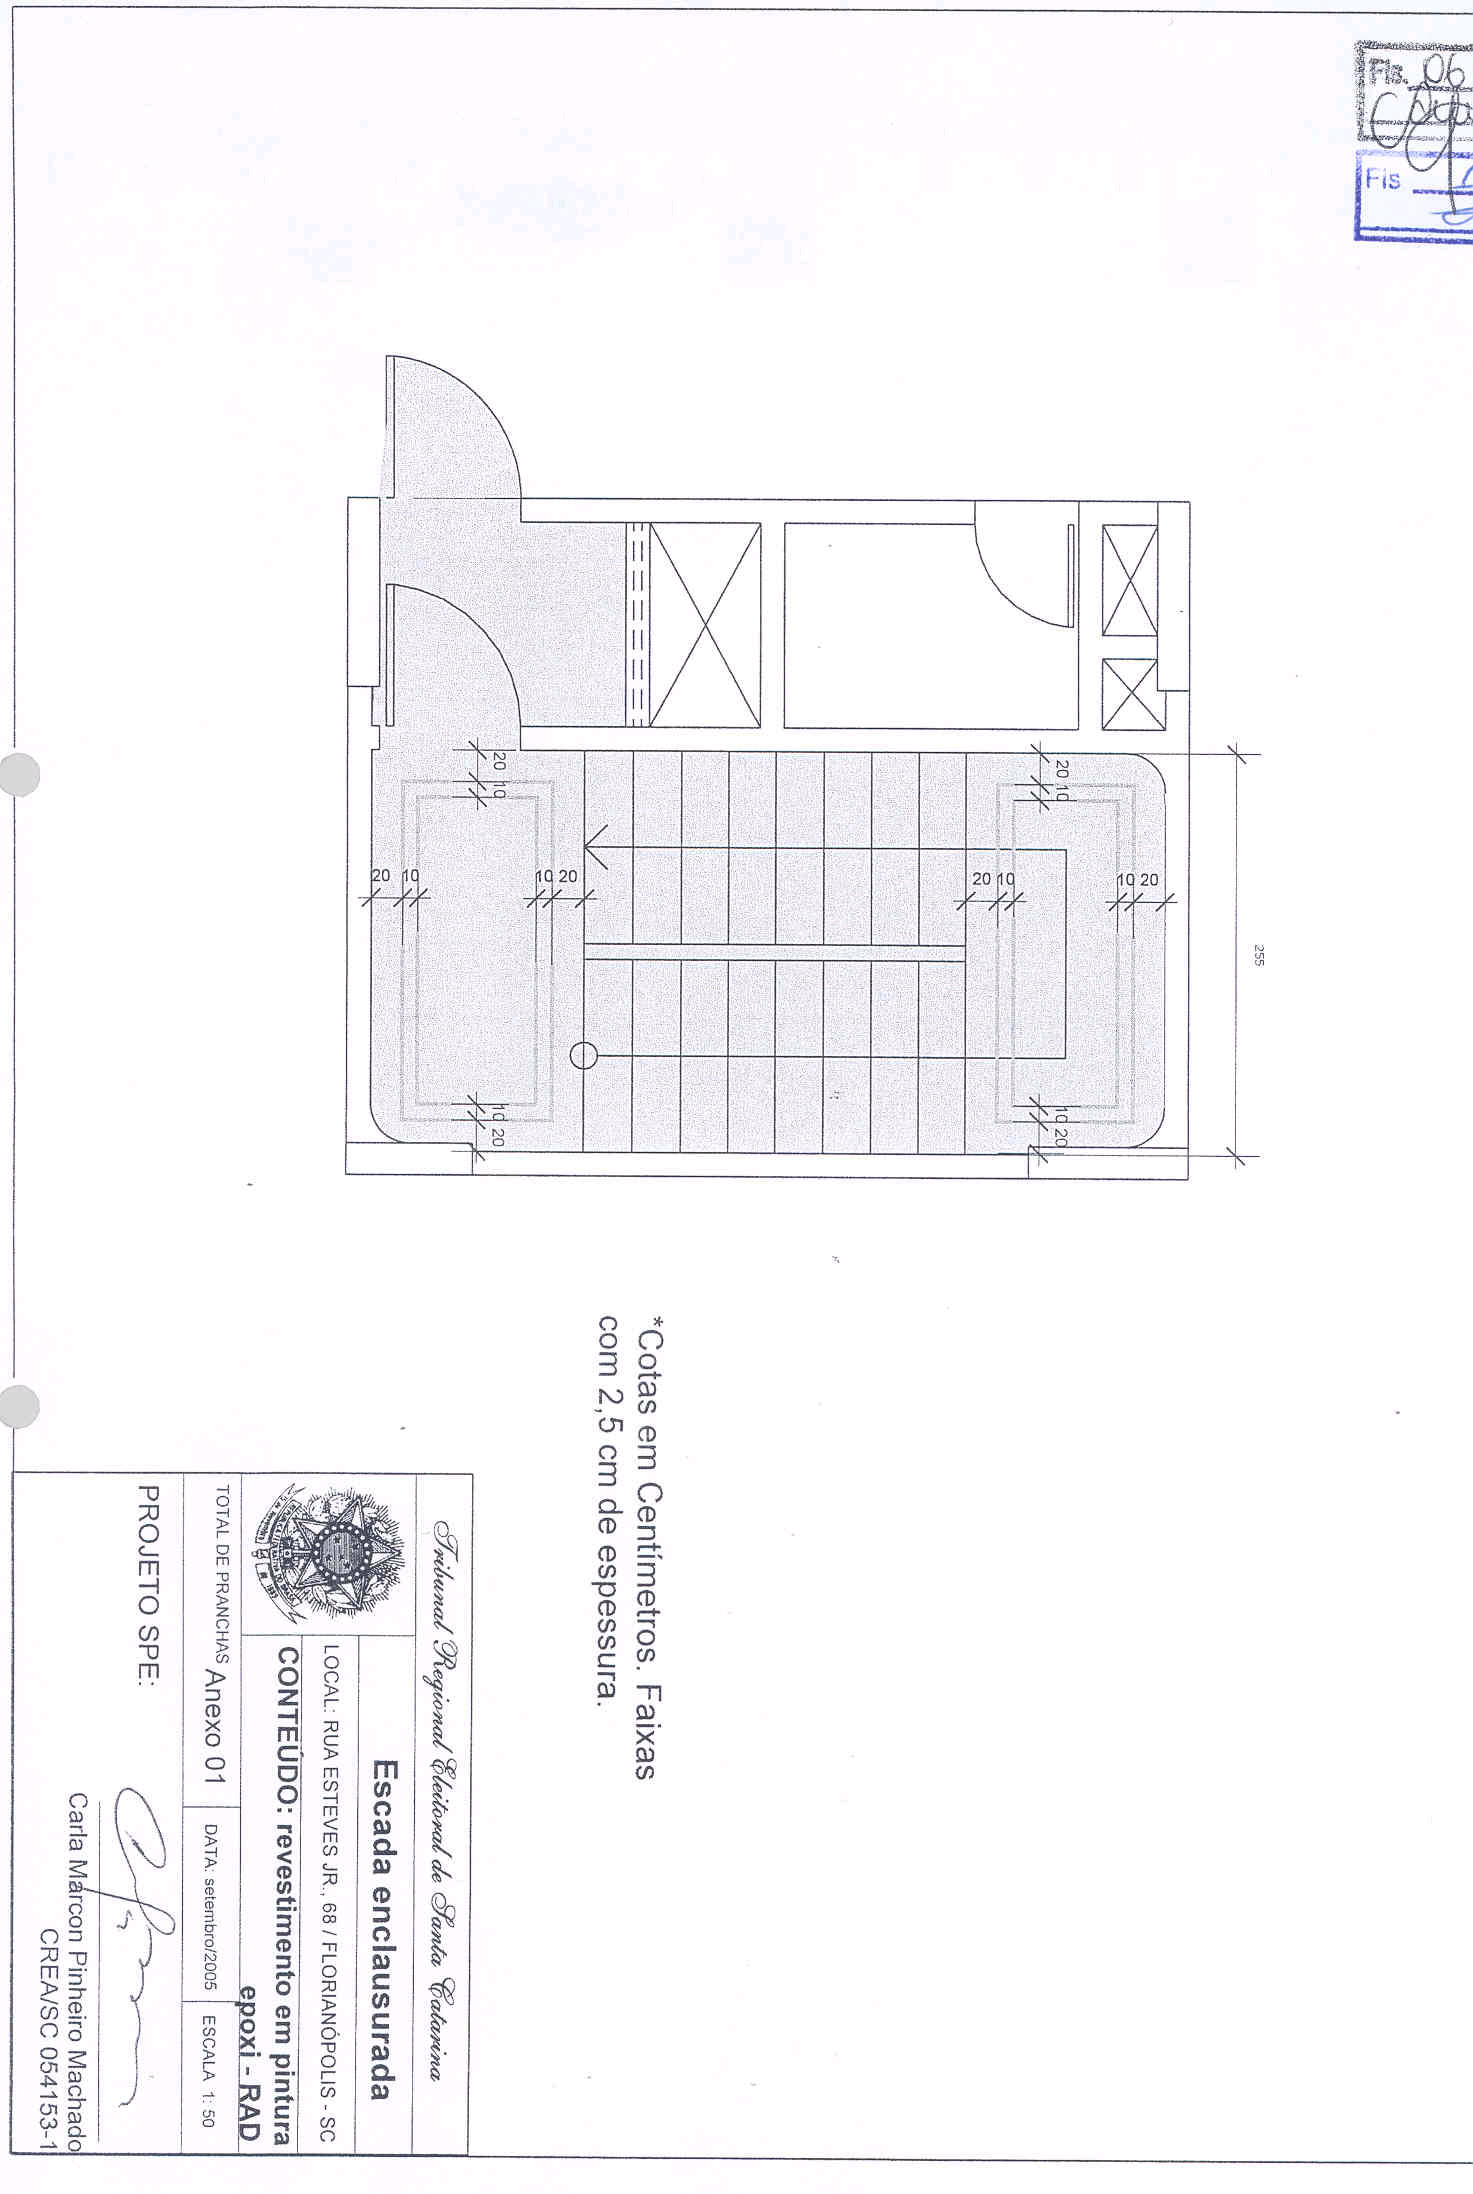 Fls. 06
Fls
20 10
20 10
20 10
10 20
20 10
10 20
255
10 20
10 20
*Cotas em Centímetros. Faixas
com 2,5 cm de espessura.
Tribunal Regional Eleitoral de Santa Catarina
Escada enclausurada
LOCAL: RUA ESTEVES JR., 68 / FLORIANÓPOLIS - SC
CONTEÚDO: revestimento em pintura
epoxi - RAD
TOTAL DE PRANCHAS Anexo 01
DATA: setembro/2005
ESCALA 1: 50
PROJETO SPE:
Carla Marcon Pinheiro Machado
CREA/SC 054153-1